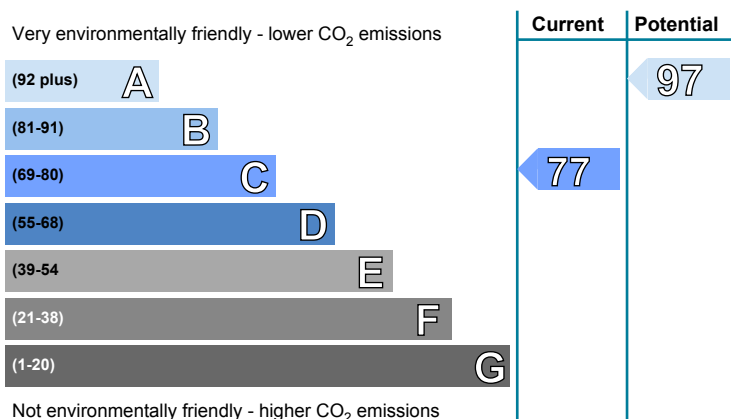 Very environmentally friendly - lower CO2 emissions
Current
Potential
(92 plus) A
97
(81-91) B
(69-80) C
77
(55-68) D
(39-54 E
(21-38) F
(1-20) G
Not environmentally friendly - higher CO2 emissions